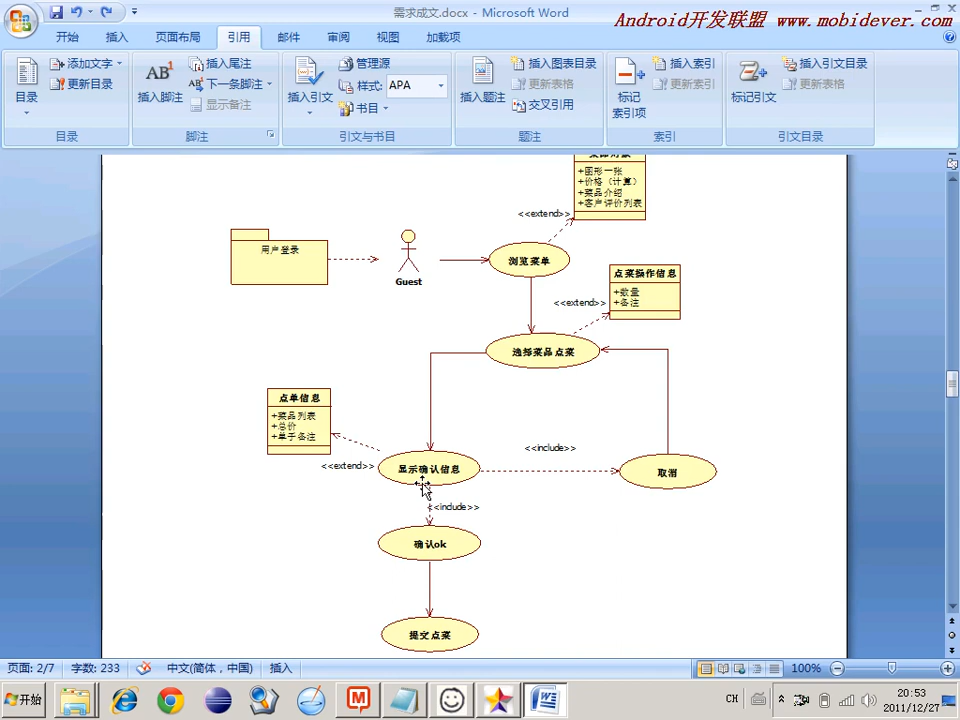 需求成文.docx - Microsoft Word
Android开发联盟 www.mobidever.com
开始 插入 页面布局 引用 邮件 审阅 视图 加载项
目录
添加文字
更新目录
目录
AB¹
插入脚注
插入尾注
下一条脚注
显示备注
脚注
插入引文
管理源
样式: APA
书目
引文与书目
插入题注
插入图表目录
更新表格
交叉引用
题注
标记
索引项
插入索引
更新索引
索引
标记引文
插入引文目录
更新表格
引文目录
+图形一张
+价格（计算）
+菜品介绍
+客户评价列表
<<extend>>
用户登录
Guest
浏览菜单
点菜操作信息
+数量
+备注
<<extend>>
选择菜品点菜
点单信息
+菜品列表
+总价
+单子备注
<<extend>>
显示确认信息
<<include>>
取消
<<include>>
确认ok
提交点菜
页面: 2/7 字数: 233 中文(简体，中国) 插入 100%
开始
CH
20:53
2011/12/27